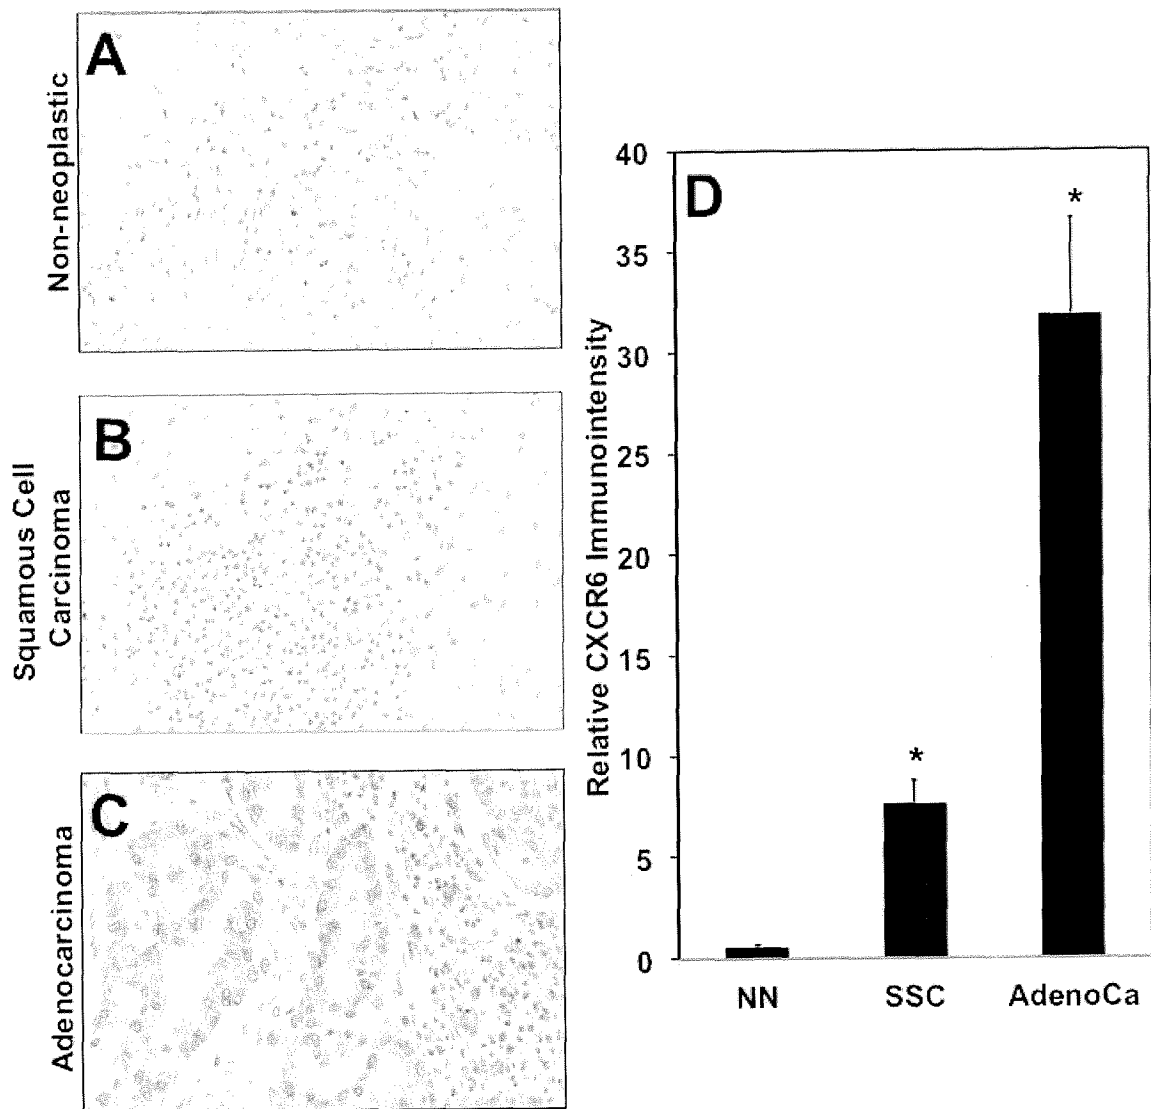 A
Non-neoplastic
B
Squamous Cell
Carcinoma
C
Adenocarcinoma
D
Relative CXCR6 Immunointensity
40
35
30
25
20
15
10
5
0
*
*
NN
SSC
AdenoCa